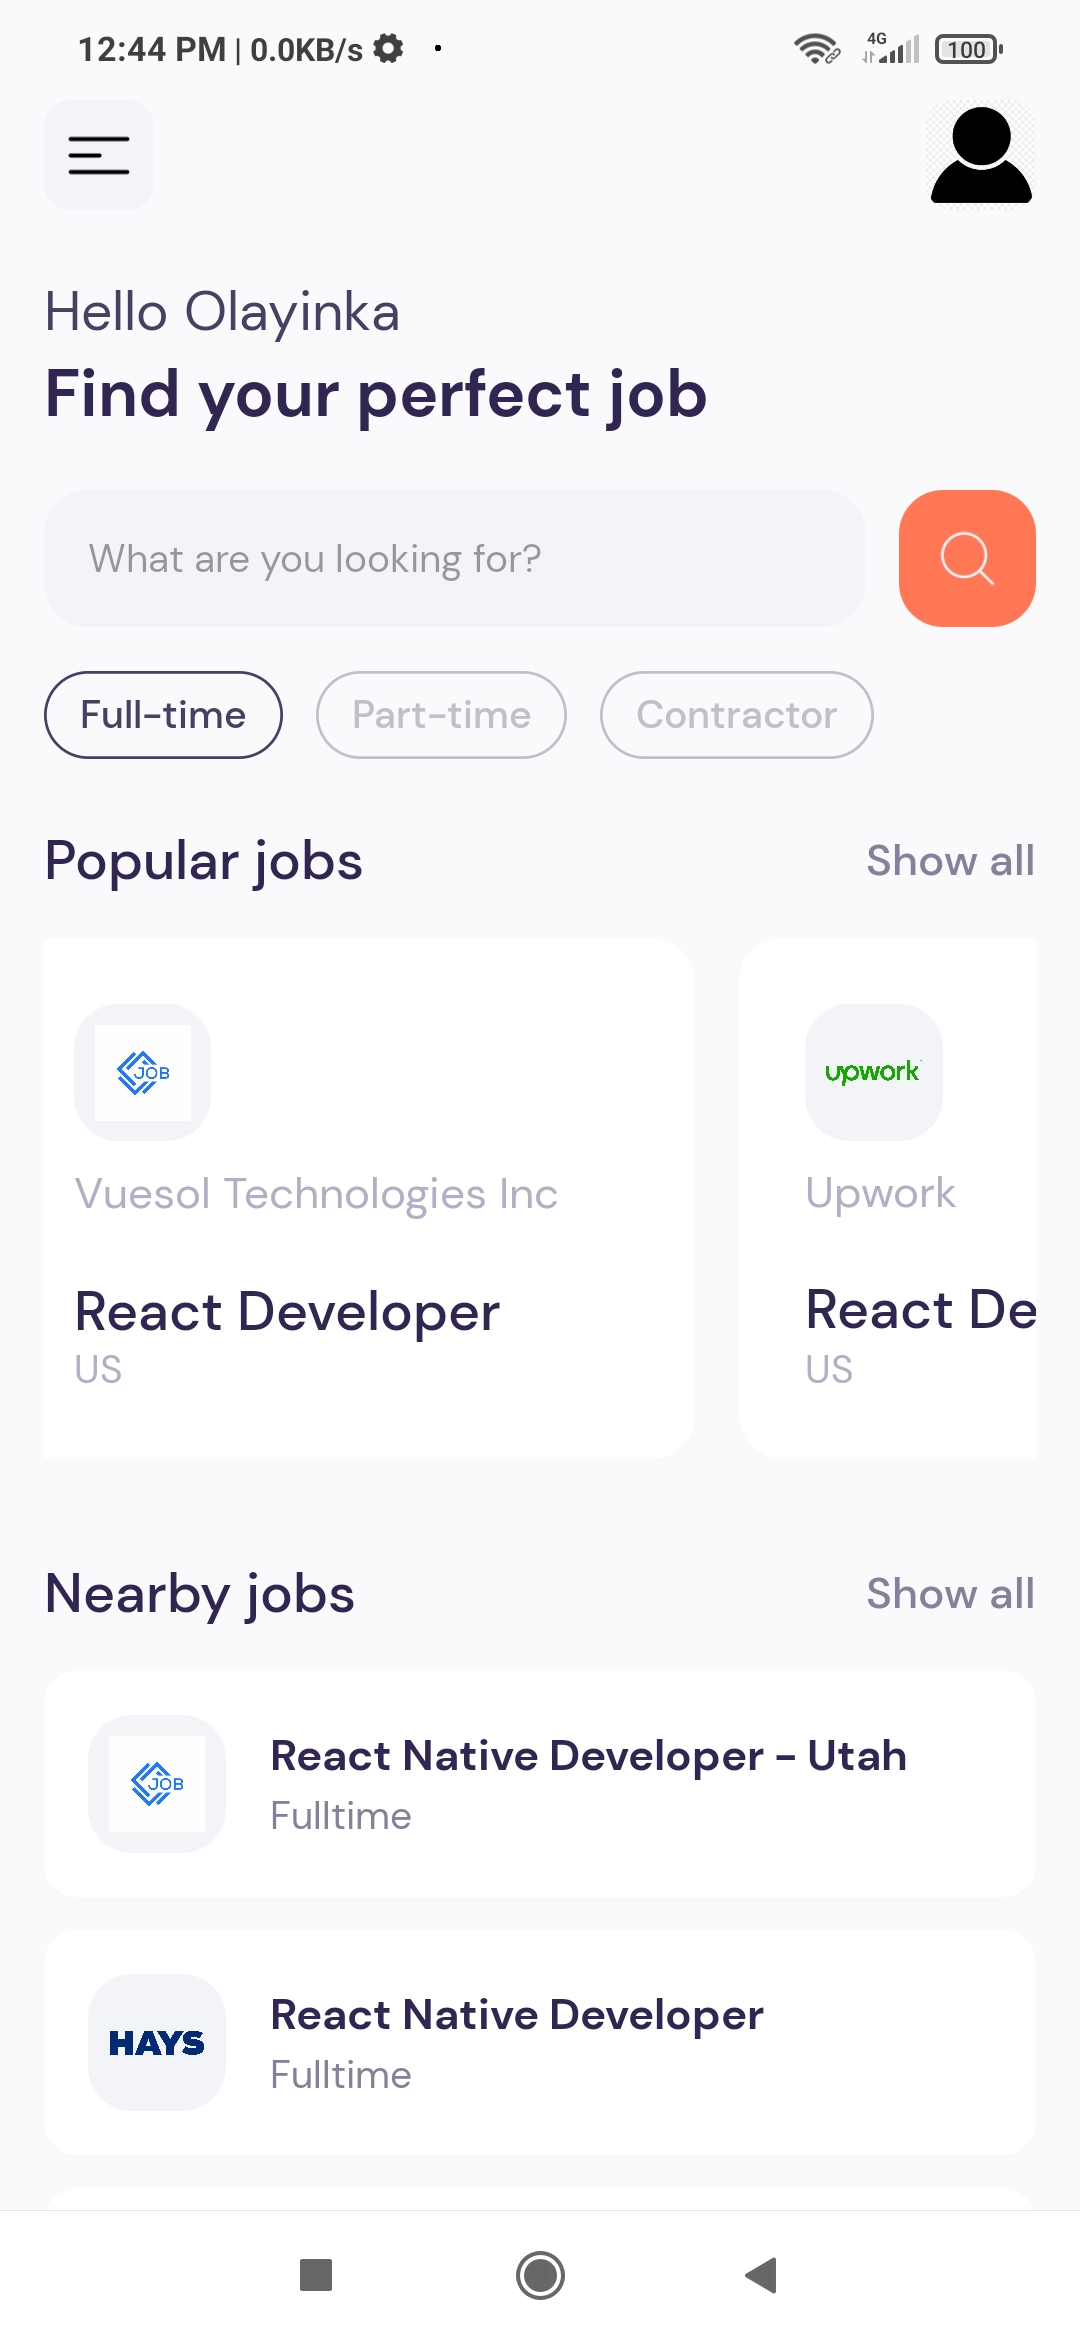 12:44 PM | 0.0KB/s 4G 100
Hello Olayinka
Find your perfect job
What are you looking for?
Full-time Part-time Contractor
Popular jobs Show all
JOB upwork
Vuesol Technologies Inc Upwork
React Developer React De
US US
Nearby jobs Show all
JOB
React Native Developer - Utah
Fulltime
HAYS
React Native Developer
Fulltime